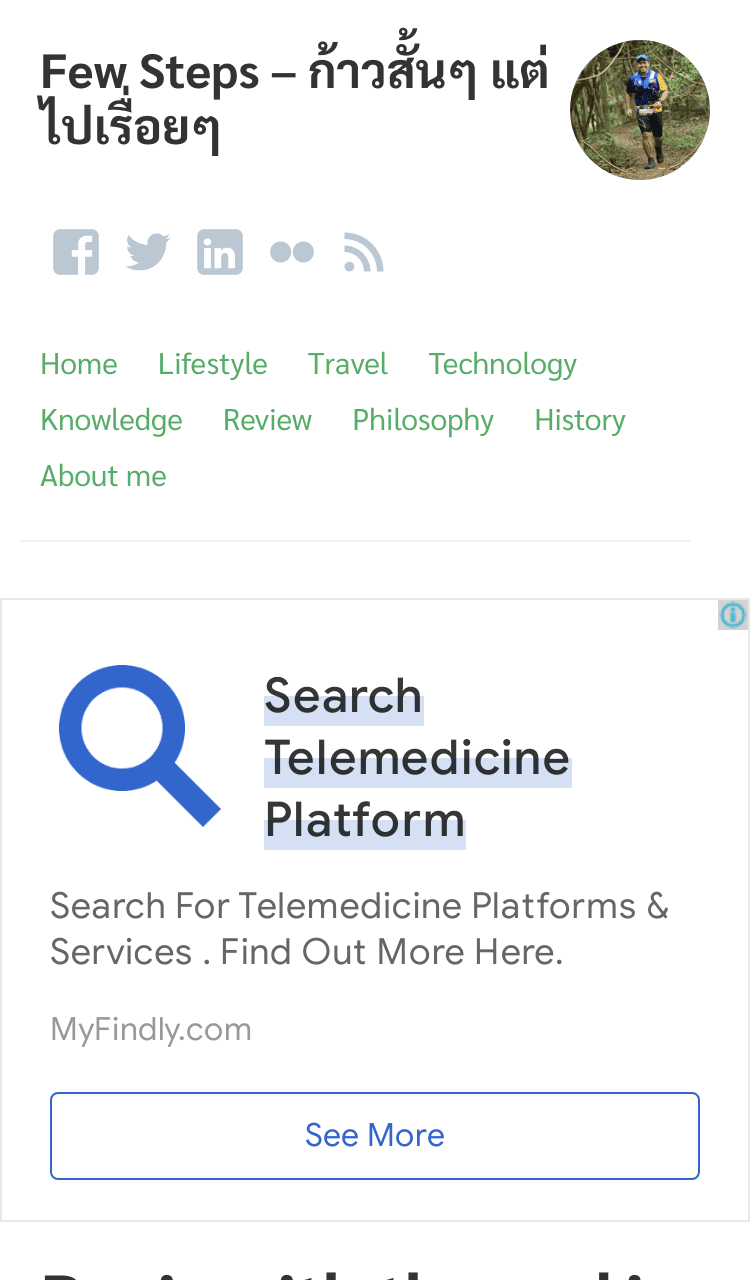 Few Steps – ก้าวสั้นๆ แต่
ไปเรื่อยๆ
Home Lifestyle Travel Technology
Knowledge Review Philosophy History
About me
Search
Telemedicine
Platform
Search For Telemedicine Platforms &
Services . Find Out More Here.
MyFindly.com
See More